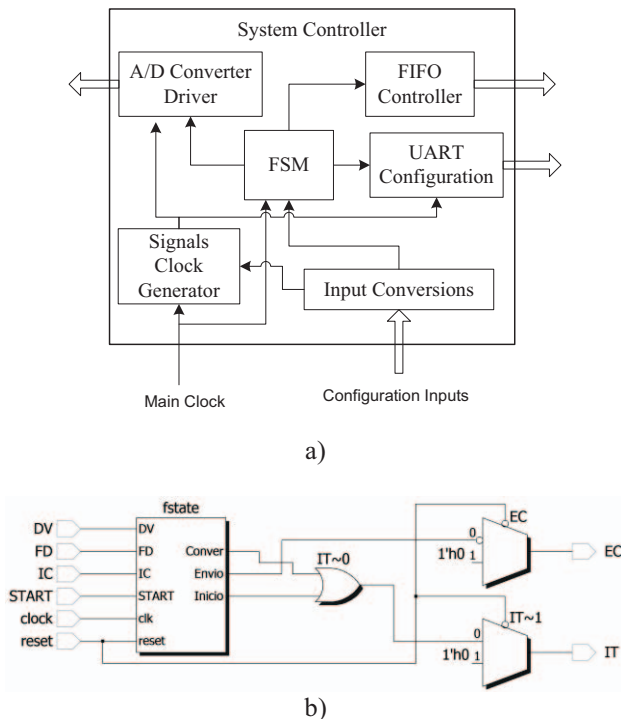 System Controller
A/D Converter
Driver
FIFO
Controller
FSM
UART
Configuration
Signals
Clock
Generator
Input Conversions
Main Clock
Configuration Inputs
a)
fstate
DV
FD
IC
START
clock
reset
DV
FD
IC
START
clk
reset
Conver
Envio
Inicio
IT~0
EC
0
1'h0 1
EC
IT~1
0
1'h0 1
IT
b)